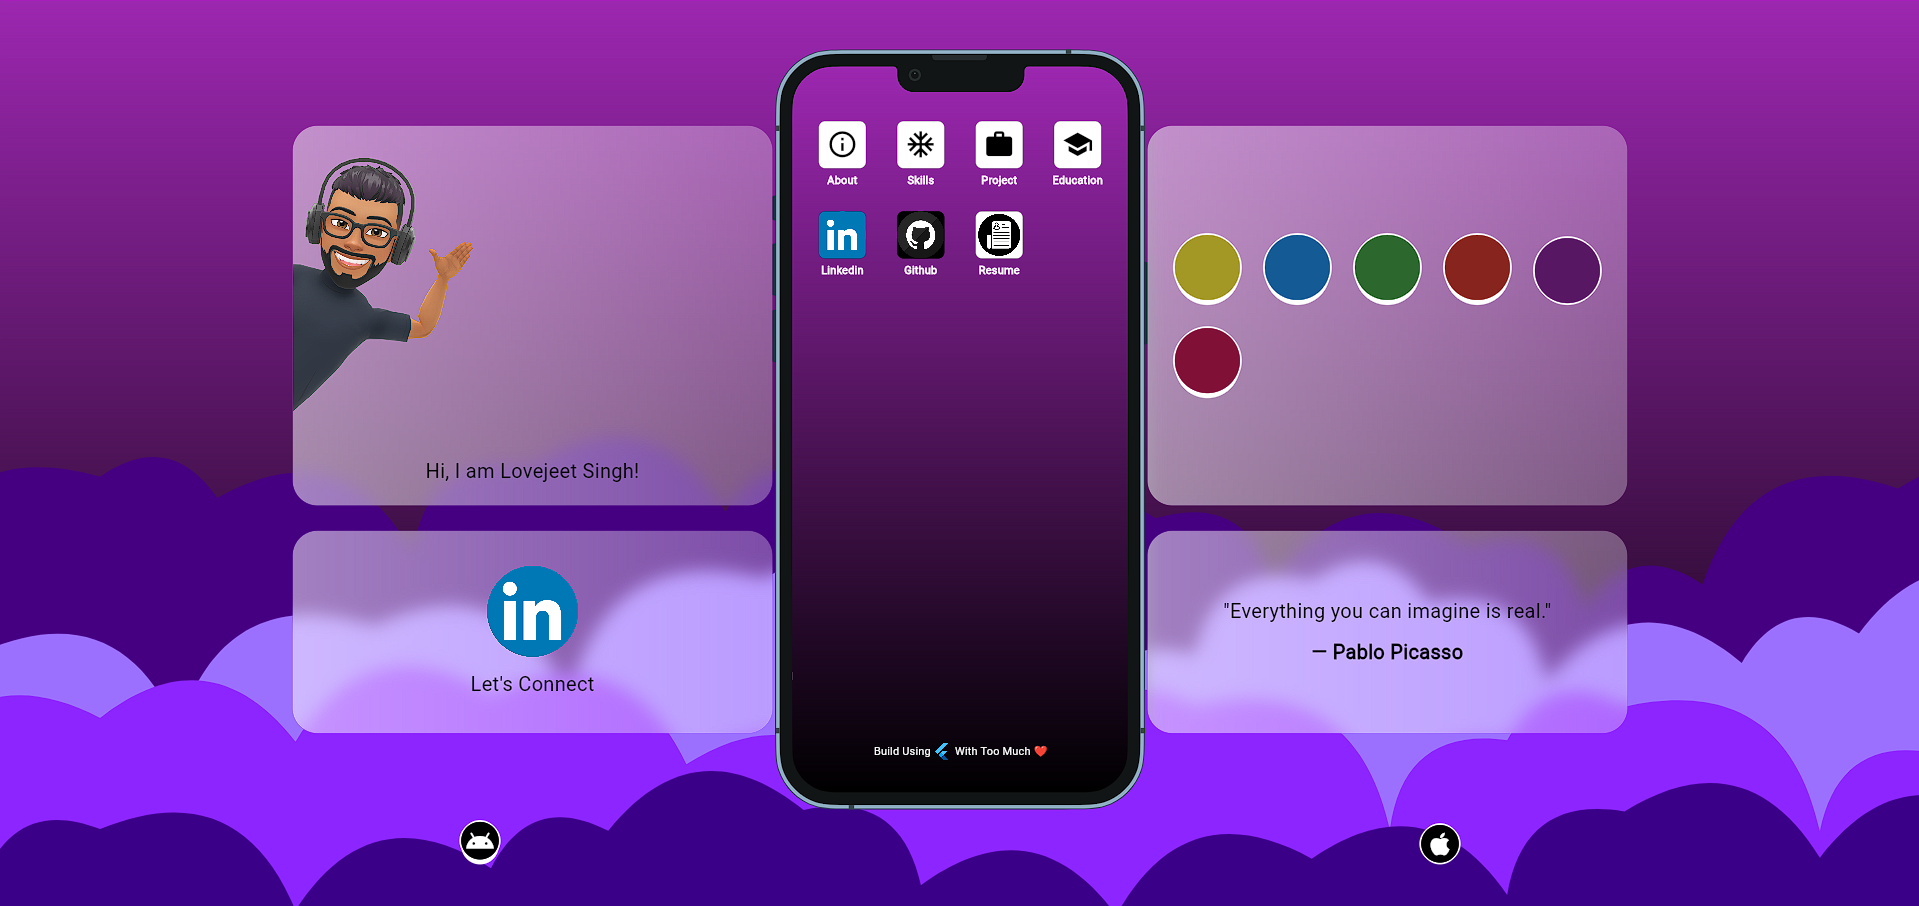 Hi, I am Lovejeet Singh!
in
Let's Connect
About
Skills
Project
Education
in
Linkedin
Github
Resume
Build Using With Too Much ❤️
"Everything you can imagine is real."
— Pablo Picasso